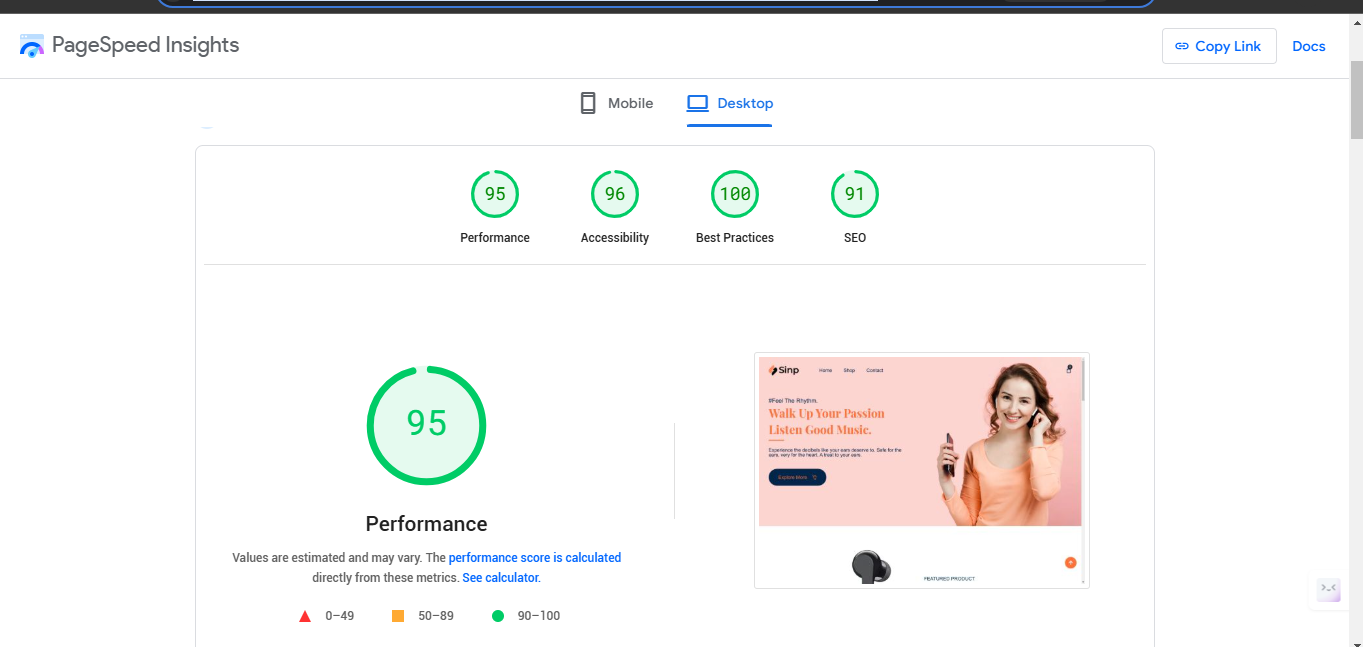 PageSpeed Insights
Copy Link
Docs
Mobile
Desktop
95
96
100
91
Performance
Accessibility
Best Practices
SEO
95
Performance
Values are estimated and may vary. The performance score is calculated
directly from these metrics. See calculator.
0–49
50–89
90–100
Sinp
Home
Shop
Contact
#Feel The Rhythm.
Walk Up Your Passion
Listen Good Music.
Experience the decibels like your ears deserve to. Safe for the
ears, very for the heart. A treat to your ears.
Explore More
FEATURED PRODUCT